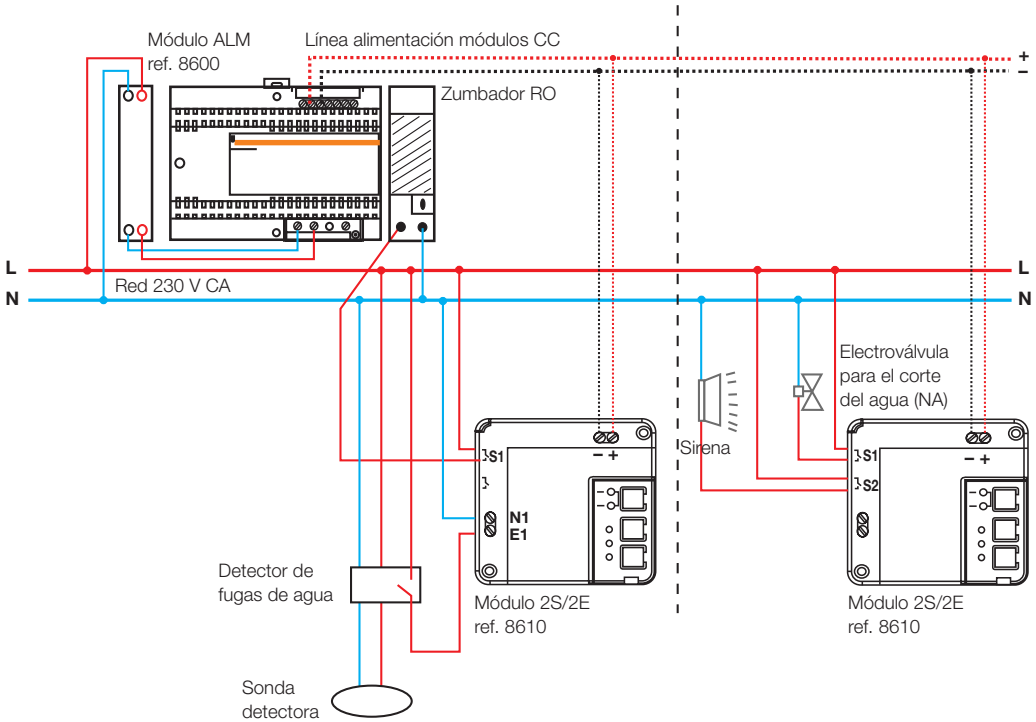 Módulo ALM
ref. 8600
Línea alimentación módulos CC
+
−
Zumbador RO
L
L
Red 230 V CA
N
N
Electroválvula
para el corte
del agua (NA)
Sirena
− +
− +
S1
S1
S2
N1
E1
Detector de
fugas de agua
Módulo 2S/2E
ref. 8610
Módulo 2S/2E
ref. 8610
Sonda
detectora